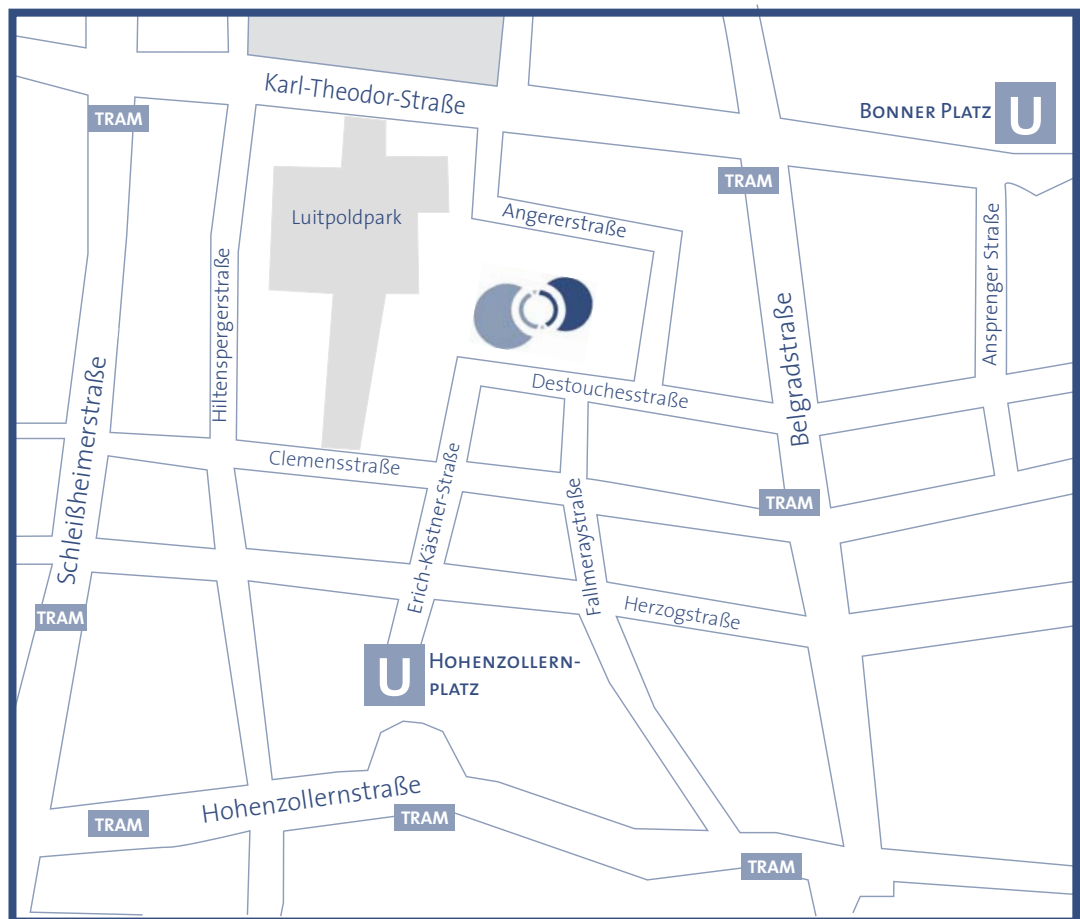 Karl-Theodor-Straße
BONNER PLATZ
U
TRAM
TRAM
Luitpoldpark
Angererstraße
Ansprenger Straße
Hiltenspergerstraße
Belgradstraße
Schleißheimerstraße
Destouchesstraße
Clemensstraße
Erich-Kästner-Straße
Fallmeraystraße
TRAM
TRAM
Herzogstraße
U
HOHENZOLLERN-
PLATZ
Hohenzollernstraße
TRAM
TRAM
TRAM